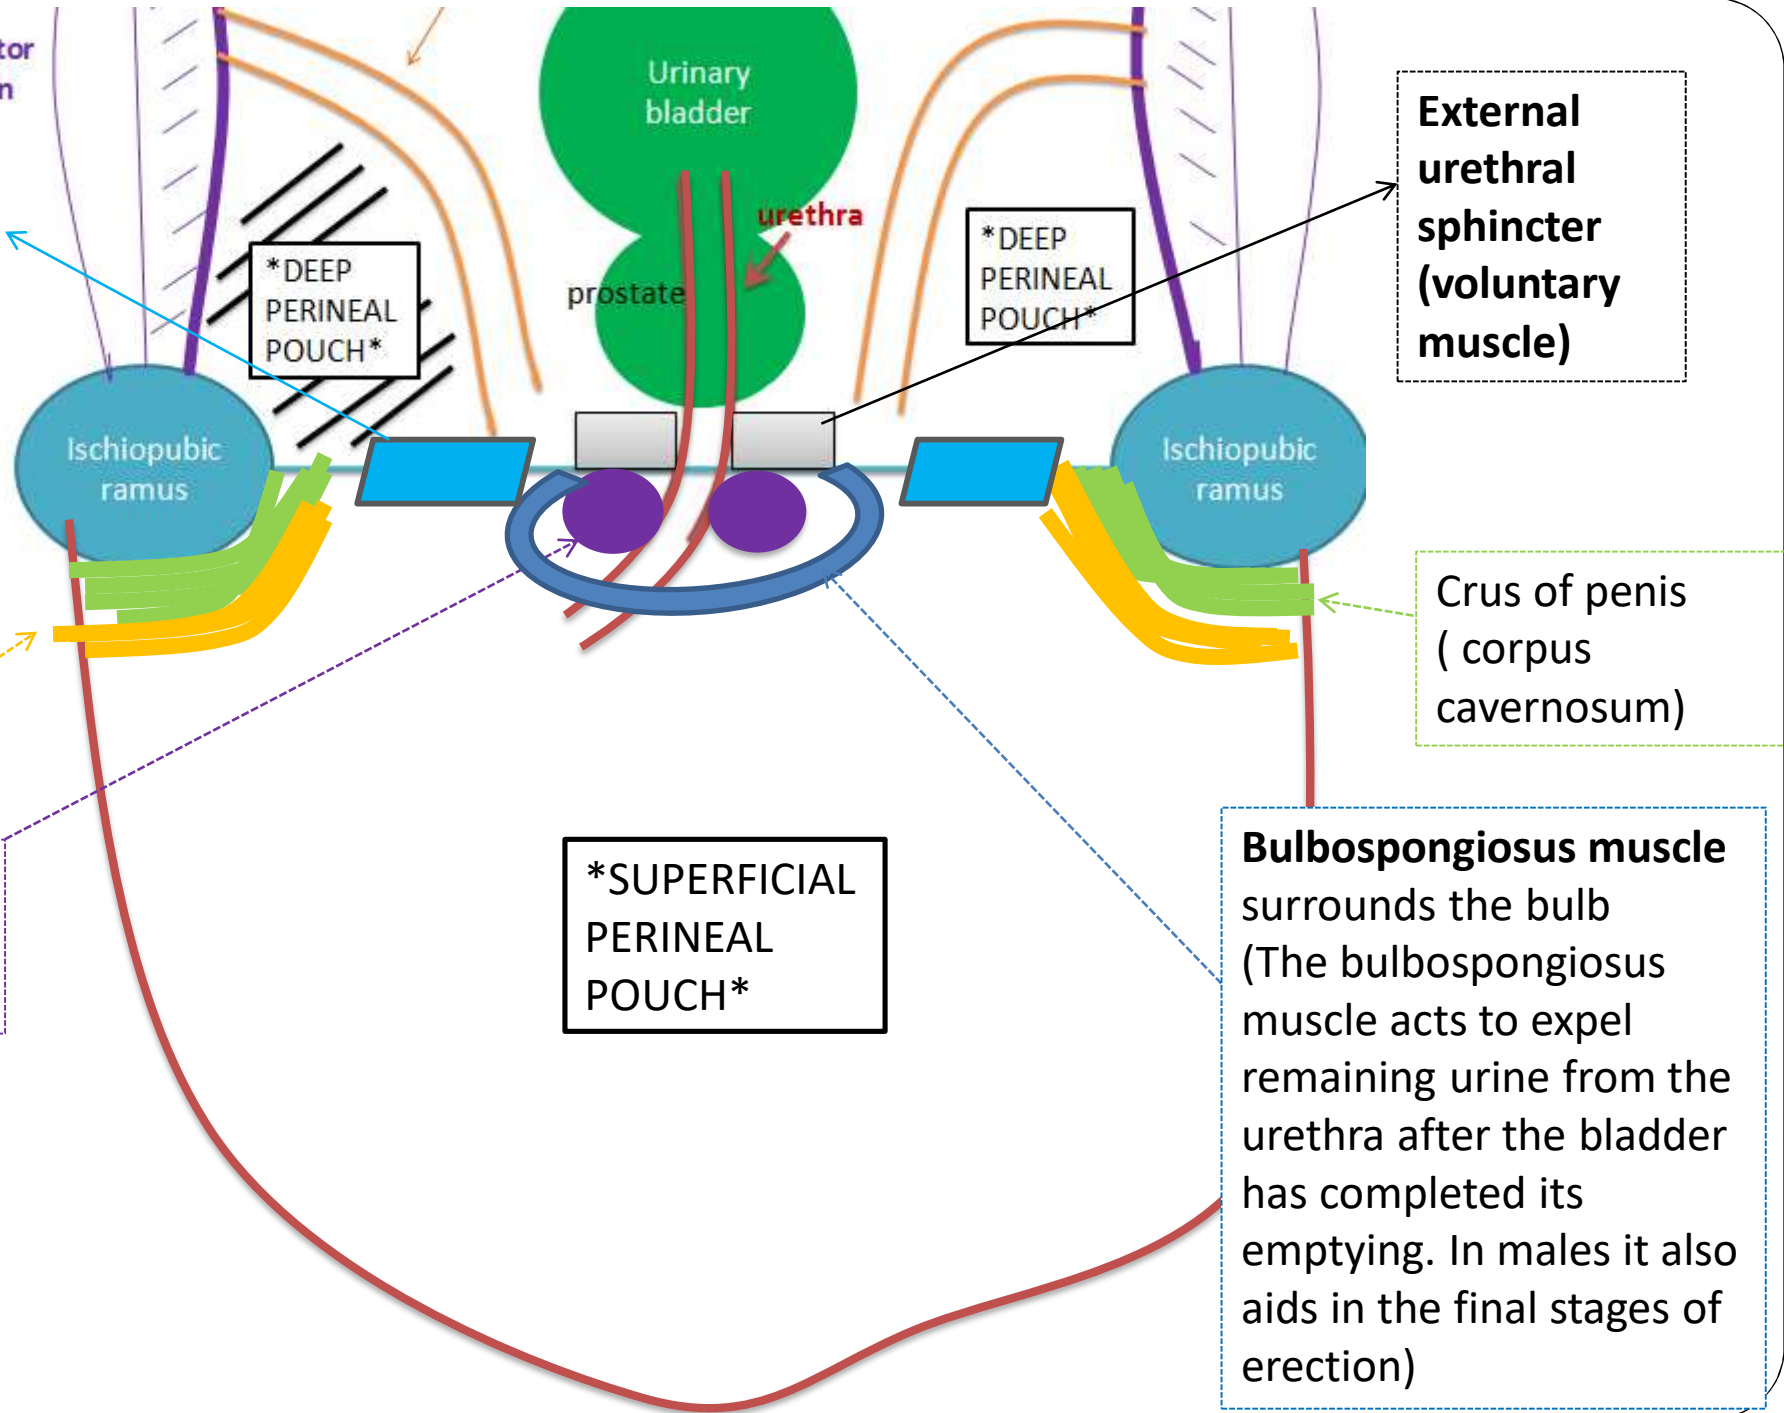 tor
n
Urinary
bladder
urethra
prostate
*DEEP
PERINEAL
POUCH*
*DEEP
PERINEAL
POUCH*
External
urethral
sphincter
(voluntary
muscle)
Ischiopubic
ramus
Ischiopubic
ramus
Crus of penis
( corpus
cavernosum)
*SUPERFICIAL
PERINEAL
POUCH*
Bulbospongiosus muscle
surrounds the bulb
(The bulbospongiosus
muscle acts to expel
remaining urine from the
urethra after the bladder
has completed its
emptying. In males it also
aids in the final stages of
erection)